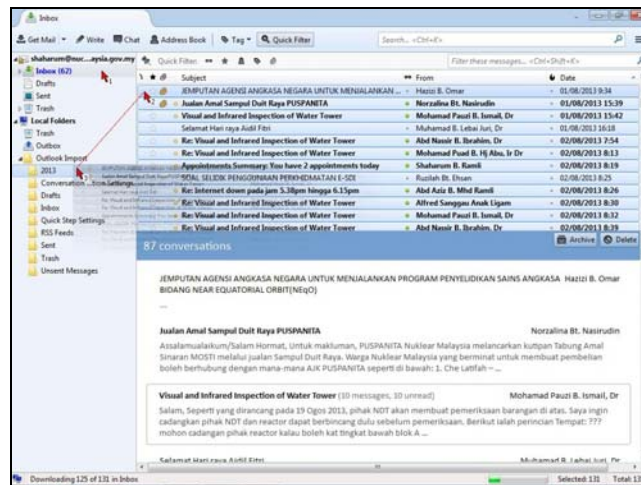 Inbox
Get Mail Write Chat Address Book Tag Quick Filter Search... <Ctrl+K>
shaharum@nuc...aysia.gov.my
Inbox (62)
Drafts
Sent
Trash
Local Folders
Trash
Outbox
Outlook Import
2013
Conversation ...tion Settings
Drafts
Inbox
Quick Step Settings
RSS Feeds
Sent
Trash
Unsent Messages
Quick Filter: Filter these messages... <Ctrl+Shift+K>
Subject From Date
JEMPUTAN AGENSI ANGKASA NEGARA UNTUK MENJALANKAN ... Hazizi B. Omar 01/08/2013 9:34
Jualan Amal Sampul Duit Raya PUSPANITA Norzalina Bt. Nasirudin 01/08/2013 15:39
Visual and Infrared Inspection of Water Tower Mohamad Pauzi B. Ismail, Dr 01/08/2013 15:42
Selamat Hari raya Aidil Fitri Muhamad B. Lebai Juri, Dr 01/08/2013 16:18
Re: Visual and Infrared Inspection of Water Tower Abd Nassir B. Ibrahim, Dr 02/08/2013 7:54
Re: Visual and Infrared Inspection of Water Tower Mohamad Puad B. Hj Abu, Ir Dr 02/08/2013 8:13
Appointments Summary: You have 2 appointments today Shaharum B. Ramli 02/08/2013 8:19
SOAL SELIDIK PENGGUNAAN PERKHIDMATAN E-SDI Ruzilah Bt. Ehsan 02/08/2013 8:25
Re: Internet down pada jam 5.38pm hingga 6.15pm Abd Aziz B. Mhd Ramli 02/08/2013 8:26
Re: Visual and Infrared Inspection of Water Tower Alfred Sanggau Anak Ligam 02/08/2013 8:30
Re: Visual and Infrared Inspection of Water Tower Mohamad Pauzi B. Ismail, Dr 02/08/2013 8:32
Re: Visual and Infrared Inspection of Water Tower Abd Nassir B. Ibrahim, Dr 02/08/2013 8:39
87 conversations Archive Delete
JEMPUTAN AGENSI ANGKASA NEGARA UNTUK MENJALANKAN PROGRAM PENYELIDIKAN SAINS ANGKASA Hazizi B. Omar
BIDANG NEAR EQUATORIAL ORBIT(NEqO)
...
Jualan Amal Sampul Duit Raya PUSPANITA Norzalina Bt. Nasirudin
Assalamualaikum/Salam Hormat, Untuk makluman, PUSPANITA Nuklear Malaysia melancarkan kutipan Tabung Amal
Sinaran MOSTI melalui jualan Sampul Duit Raya. Warga Nuklear Malaysia yang berminat untuk membuat pembelian
boleh berhubung dengan mana-mana AJK PUSPANITA seperti di bawah: 1. Che Latifah – ...
Visual and Infrared Inspection of Water Tower (10 messages, 10 unread) Mohamad Pauzi B. Ismail, Dr
Salam, Seperti yang dirancang pada 19 Ogos 2013, pihak NDT akan membuat pemeriksaan barangan di atas. Saya ingin
cadangkan pihak NDT dan reactor dapat berbincang dulu sebelum pemeriksaan. Berikut ialah perincian Tempat: ???
mohon cadangan pihak reactor kalau boleh kat tingkat bawah blok A ...
Selamat Hari raya Aidil Fitri Muhamad B. Lebai Juri, Dr
Downloading 125 of 131 in Inbox Selected: 131 Total: 13